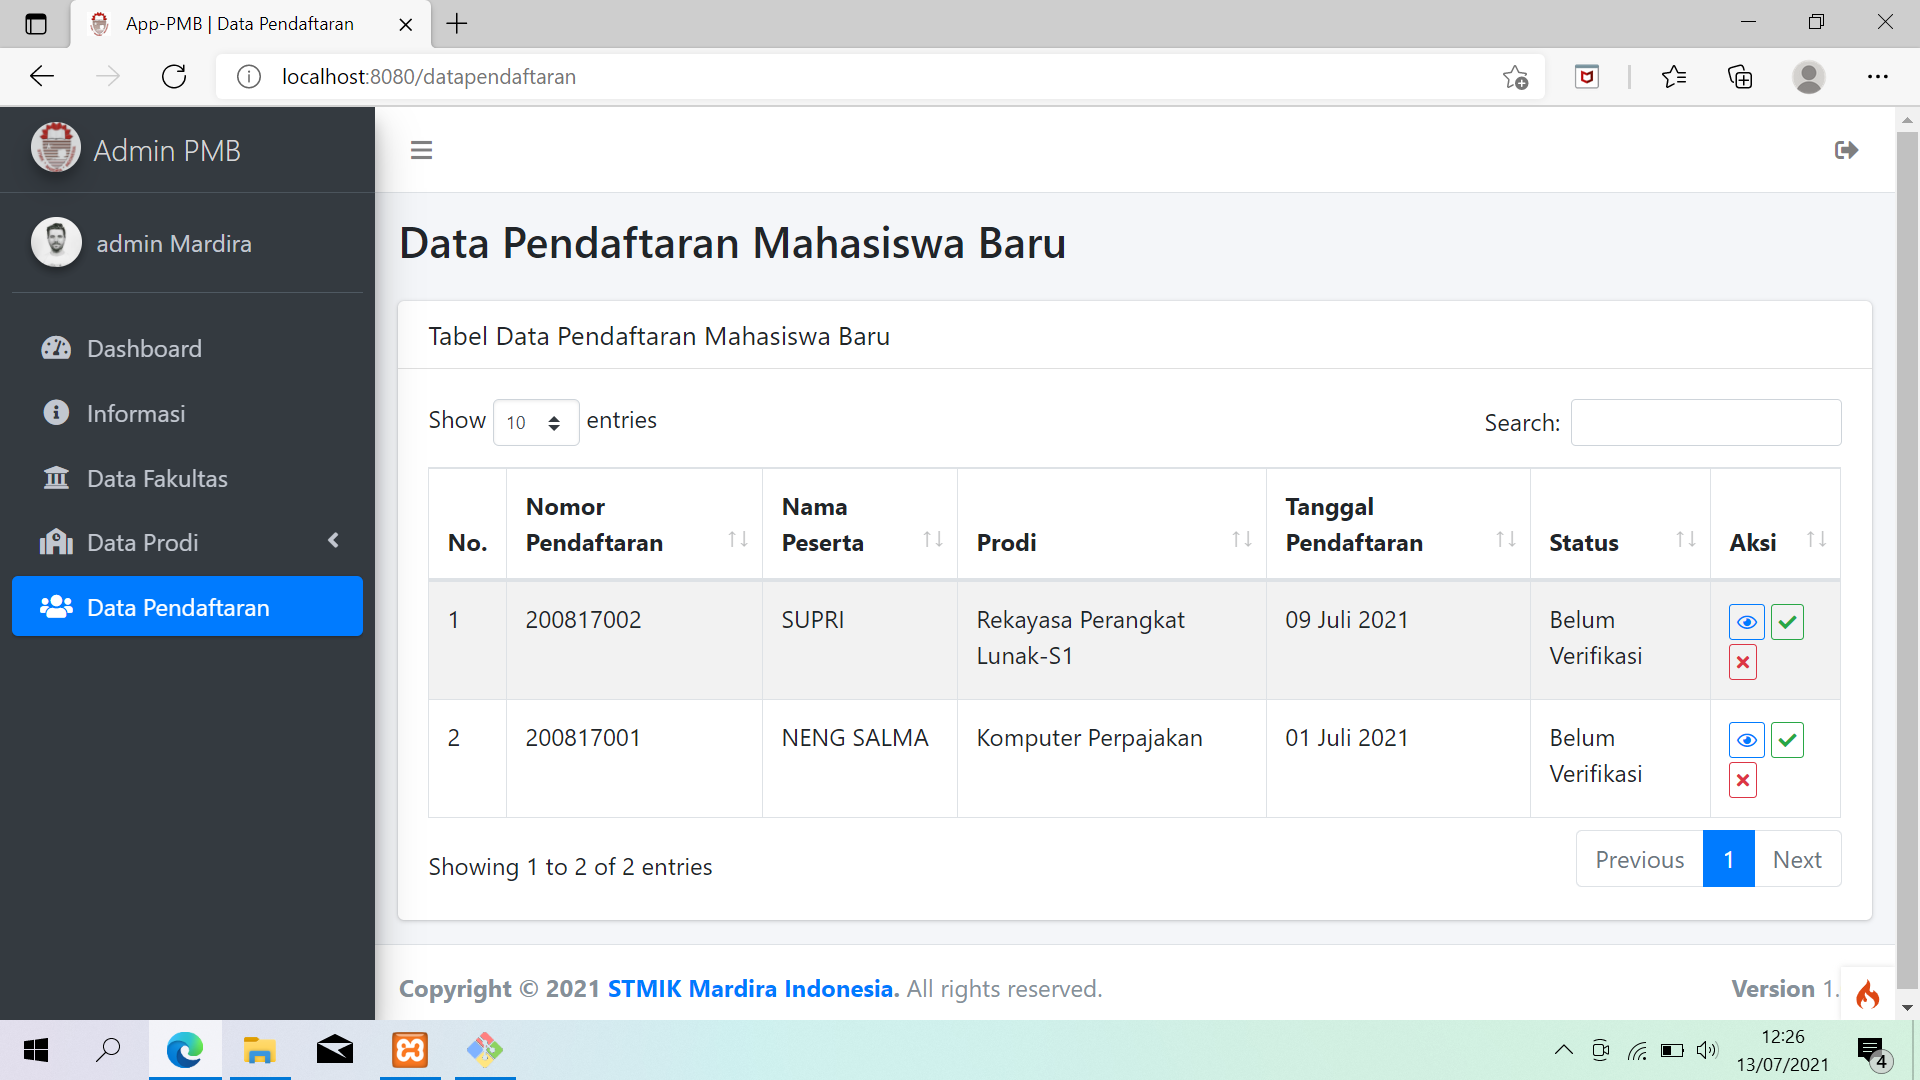 App-PMB | Data Pendaftaran
localhost:8080/datapendaftaran
Admin PMB
admin Mardira
Dashboard
Informasi
Data Fakultas
Data Prodi
Data Pendaftaran
Data Pendaftaran Mahasiswa Baru
Tabel Data Pendaftaran Mahasiswa Baru
Show 10 entries
Search:
No. Nomor Pendaftaran Nama Peserta Prodi Tanggal Pendaftaran Status Aksi
1 200817002 SUPRI Rekayasa Perangkat Lunak-S1 09 Juli 2021 Belum Verifikasi
2 200817001 NENG SALMA Komputer Perpajakan 01 Juli 2021 Belum Verifikasi
Showing 1 to 2 of 2 entries
Previous 1 Next
Copyright © 2021 STMIK Mardira Indonesia. All rights reserved.
Version 1.
12:26
13/07/2021
4